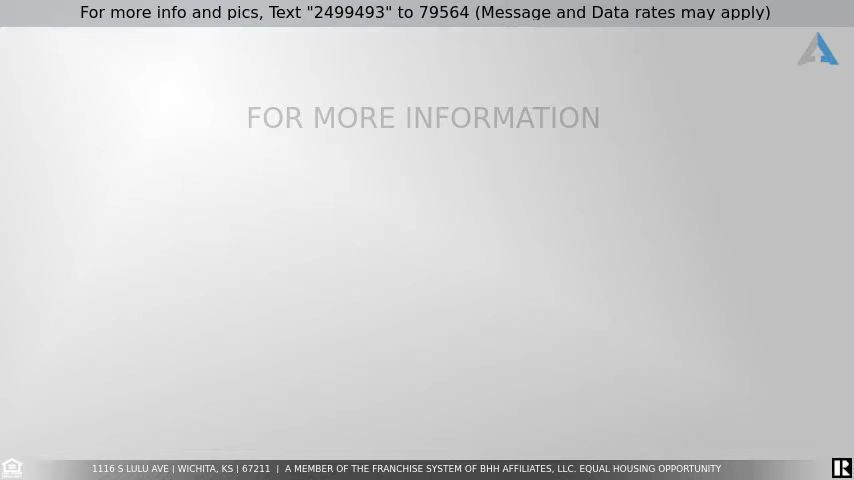 For more info and pics, Text "2499493" to 79564 (Message and Data rates may apply)
FOR MORE INFORMATION
1116 S LULU AVE | WICHITA, KS | 67211 | A MEMBER OF THE FRANCHISE SYSTEM OF BHH AFFILIATES, LLC. EQUAL HOUSING OPPORTUNITY